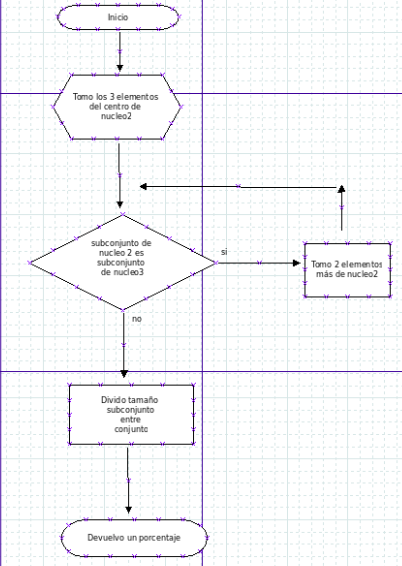 Inicio
Tomo los 3 elementos
del centro de
nucleo2
subconjunto de
nucleo 2 es
subconjunto
de nucleo3
si
Tomo 2 elementos
más de nucleo2
no
Divido tamaño
subconjunto
entre
conjunto
Devuelvo un porcentaje